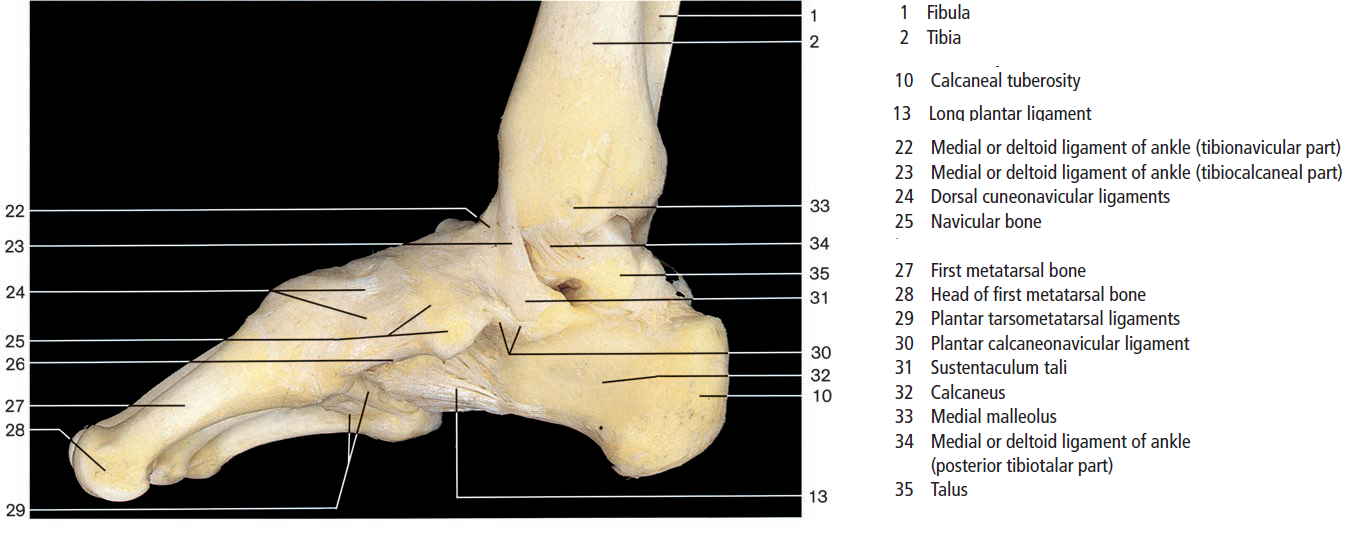 1
2
22
23
24
25
26
27
28
29
33
34
35
31
30
32
10
13
1 Fibula
2 Tibia
10 Calcaneal tuberosity
13 Long plantar ligament
22 Medial or deltoid ligament of ankle (tibionavicular part)
23 Medial or deltoid ligament of ankle (tibiocalcaneal part)
24 Dorsal cuneonavicular ligaments
25 Navicular bone
27 First metatarsal bone
28 Head of first metatarsal bone
29 Plantar tarsometatarsal ligaments
30 Plantar calcaneonavicular ligament
31 Sustentaculum tali
32 Calcaneus
33 Medial malleolus
34 Medial or deltoid ligament of ankle
(posterior tibiotalar part)
35 Talus